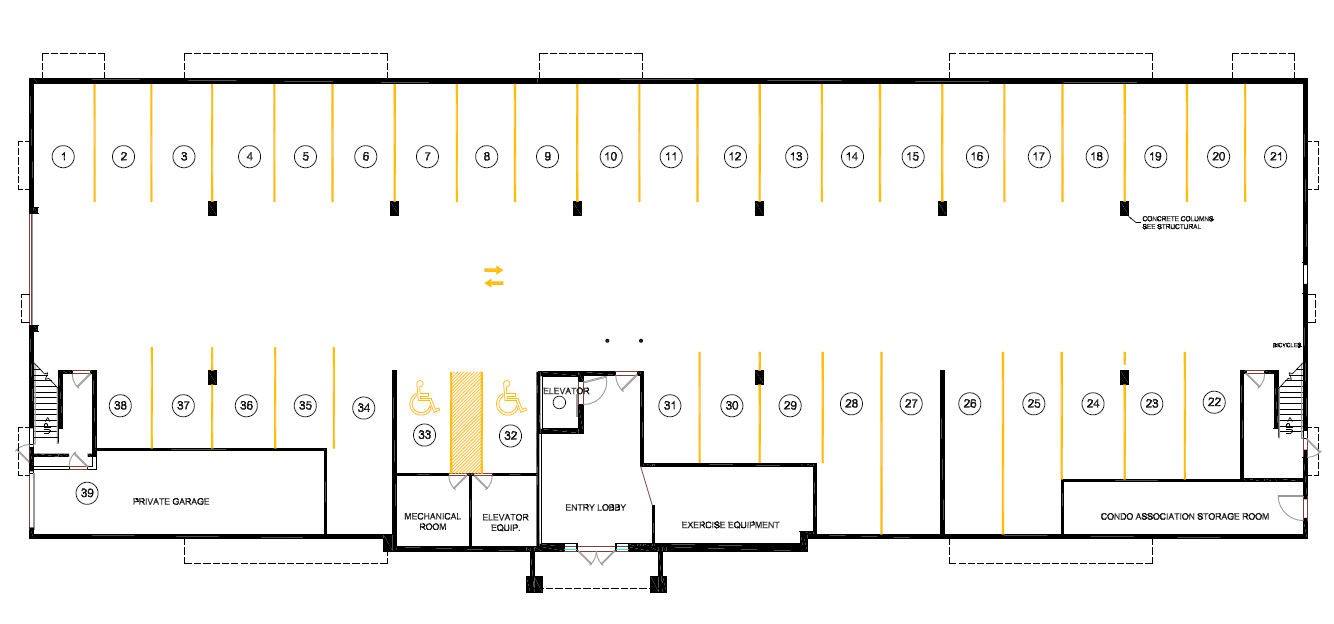 1 2 3 4 5 6 7 8 9 10 11 12 13 14 15 16 17 18 19 20 21
CONCRETE COLUMNS
SEE STRUCTURAL
BICYCLES
ELEVATOR
38 37 36 35 34 33 32 31 30 29 28 27 26 25 24 23 22
UP
UP
39
PRIVATE GARAGE
MECHANICAL
ROOM
ELEVATOR
EQUIP.
ENTRY LOBBY
EXERCISE EQUIPMENT
CONDO ASSOCIATION STORAGE ROOM